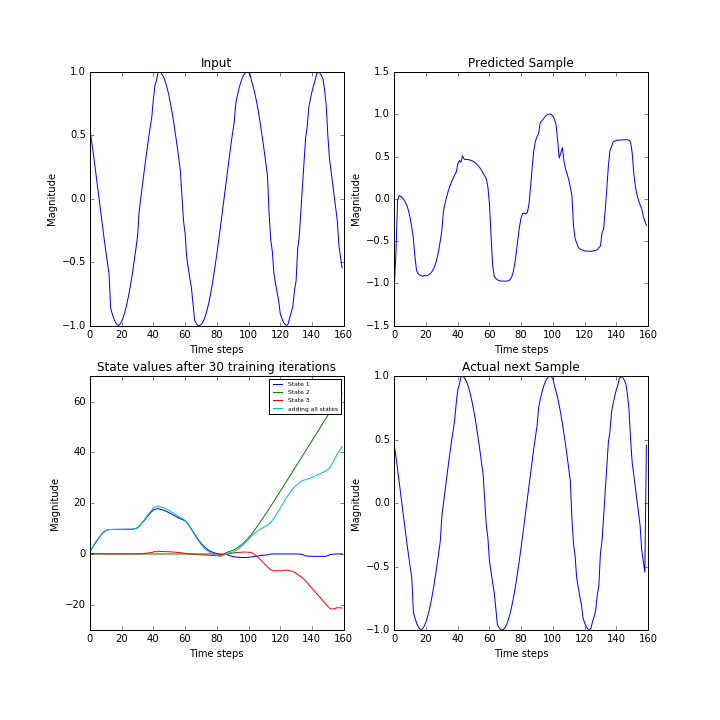 Input
1.0
0.5
0.0
−0.5
−1.0
Magnitude
0 20 40 60 80 100 120 140 160
Time steps
Predicted Sample
1.5
1.0
0.5
0.0
−0.5
−1.0
−1.5
Magnitude
0 20 40 60 80 100 120 140 160
Time steps
State values after 30 training iterations
60
40
20
0
−20
Magnitude
State 1
State 2
State 3
adding all states
0 20 40 60 80 100 120 140 160
Time steps
Actual next Sample
1.0
0.5
0.0
−0.5
−1.0
Magnitude
0 20 40 60 80 100 120 140 160
Time steps